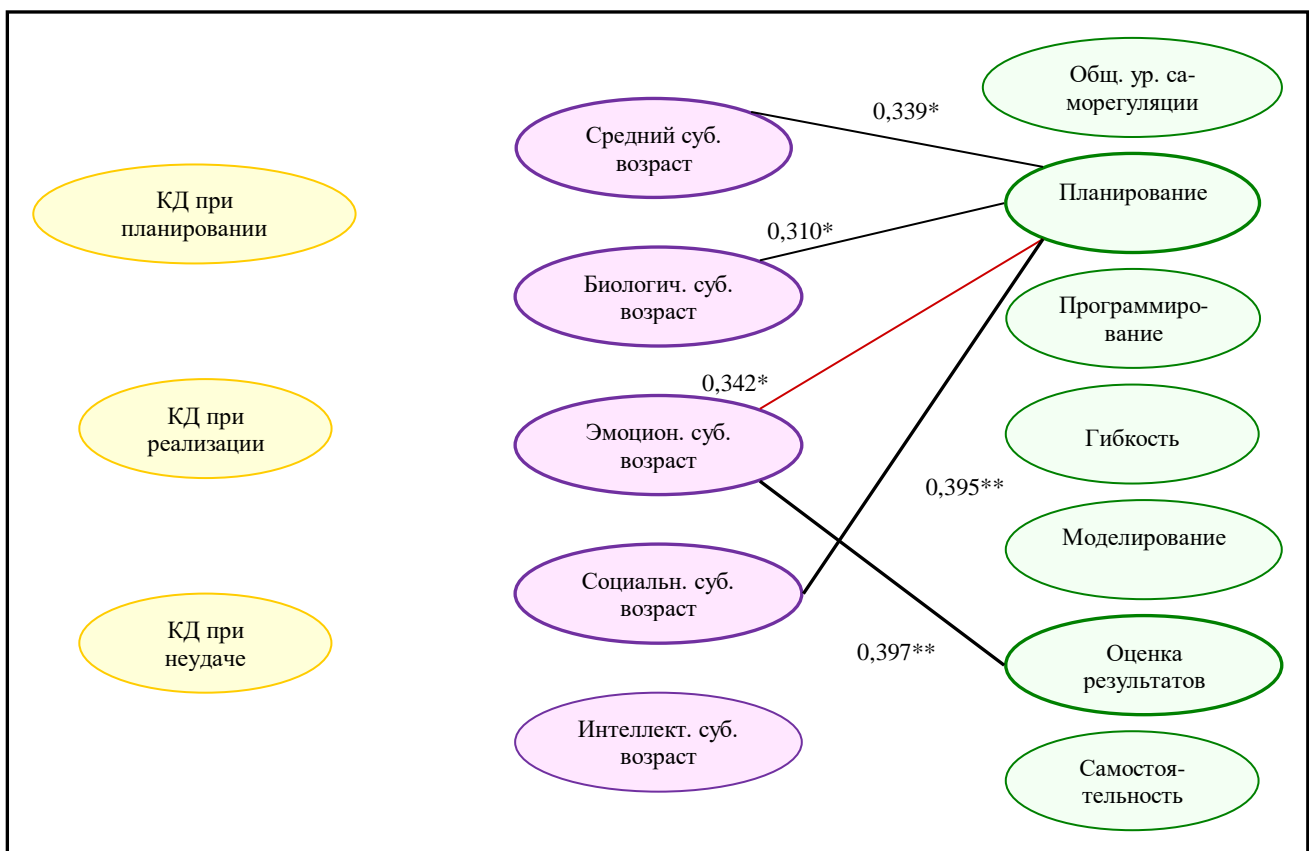 КД при
планировании
КД при
реализации
КД при
неудаче
Средний суб.
возраст
Биологич. суб.
возраст
Эмоцион. суб.
возраст
Социальн. суб.
возраст
Интеллект. суб.
возраст
0,339*
0,310*
0,342*
0,395**
0,397**
Общ. ур. са-
морегуляции
Планирование
Программиро-
вание
Гибкость
Моделирование
Оценка
результатов
Самостоя-
тельность